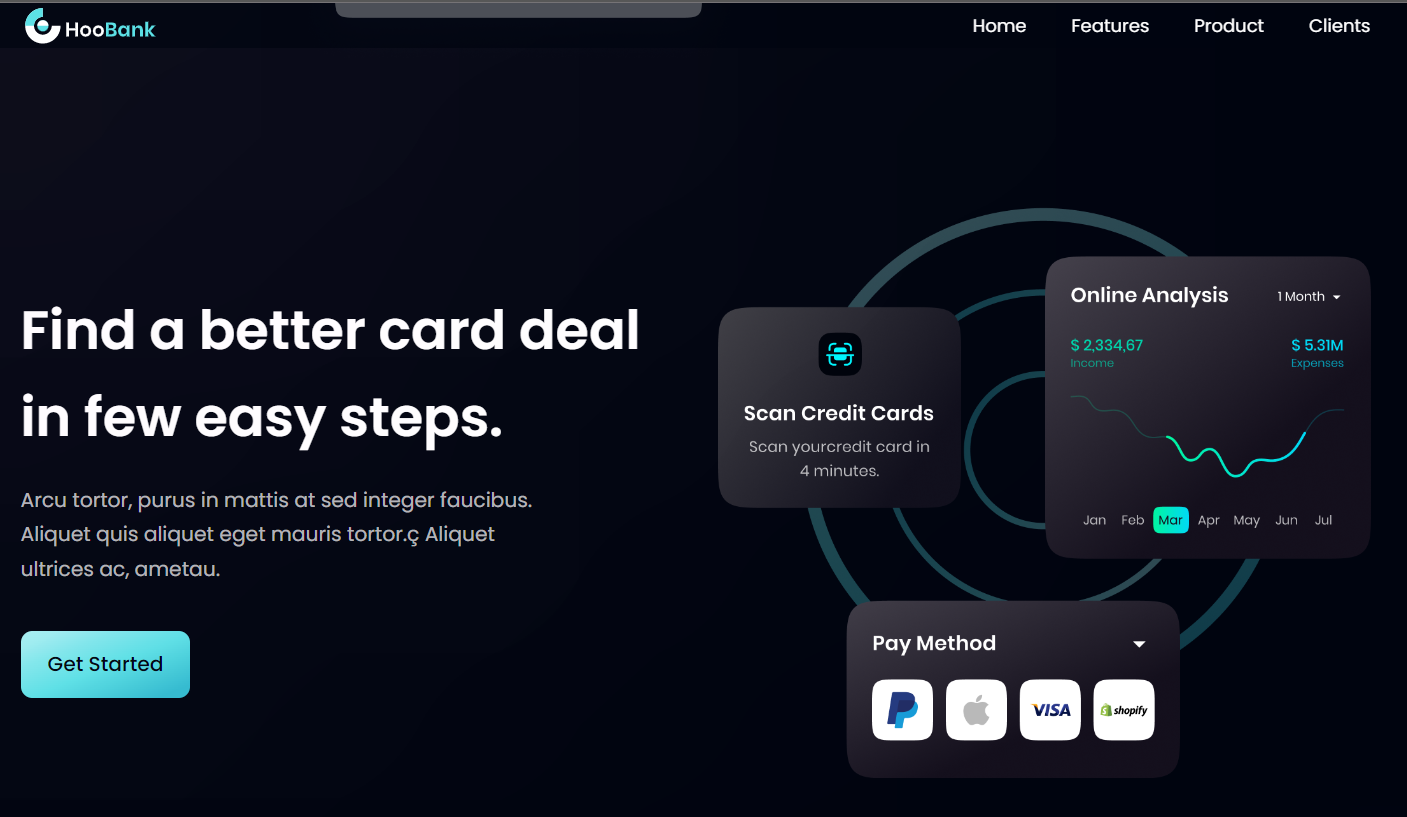 HooBank
Home Features Product Clients
Find a better card deal
in few easy steps.
Arcu tortor, purus in mattis at sed integer faucibus.
Aliquet quis aliquet eget mauris tortor.ç Aliquet
ultrices ac, ametau.
Get Started
Scan Credit Cards
Scan yourcredit card in
4 minutes.
Online Analysis 1 Month
$ 2,334,67 $ 5.31M
Income Expenses
Jan Feb Mar Apr May Jun Jul
Pay Method
VISA shopify